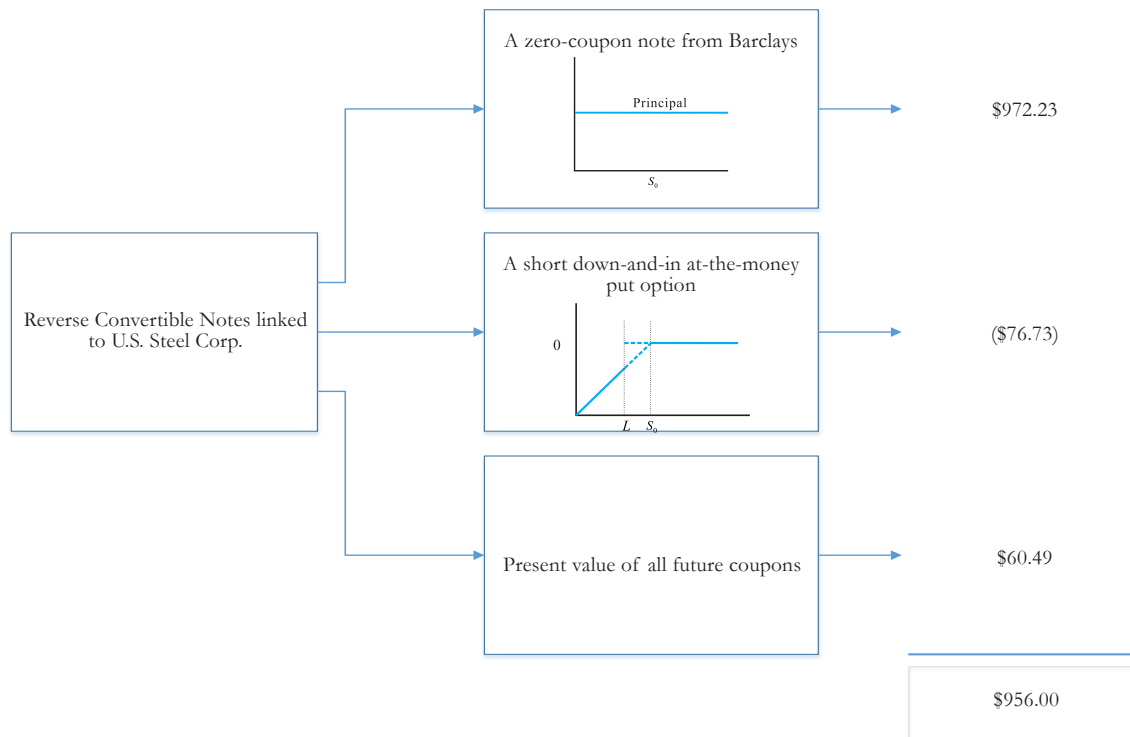 A zero-coupon note from Barclays
Principal
S₀
$972.23
Reverse Convertible Notes linked
to U.S. Steel Corp.
A short down-and-in at-the-money
put option
0
L S₀
($76.73)
Present value of all future coupons
$60.49
$956.00